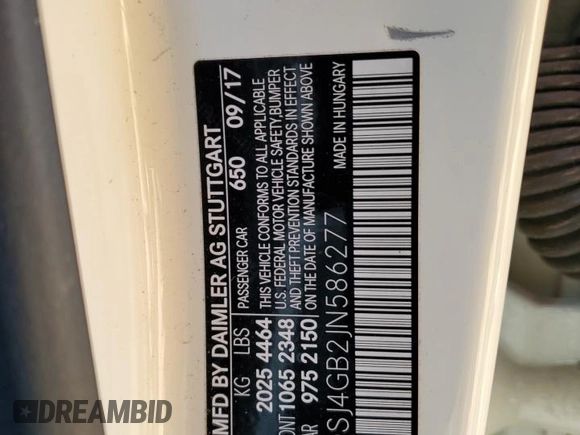 MFD BY DAIMLER AG STUTTGART
650 09/17
KG LBS PASSENGER CAR
2025 4464 THIS VEHICLE CONFORMS TO ALL APPLICABLE
U.S. FEDERAL MOTOR VEHICLE SAFETY, BUMPER
1065 2348 AND THEFT PREVENTION STANDARDS IN EFFECT
975 2150 ON THE DATE OF MANUFACTURE SHOWN ABOVE
MADE IN HUNGARY
SJ4GB2JN586277
DREAMBID